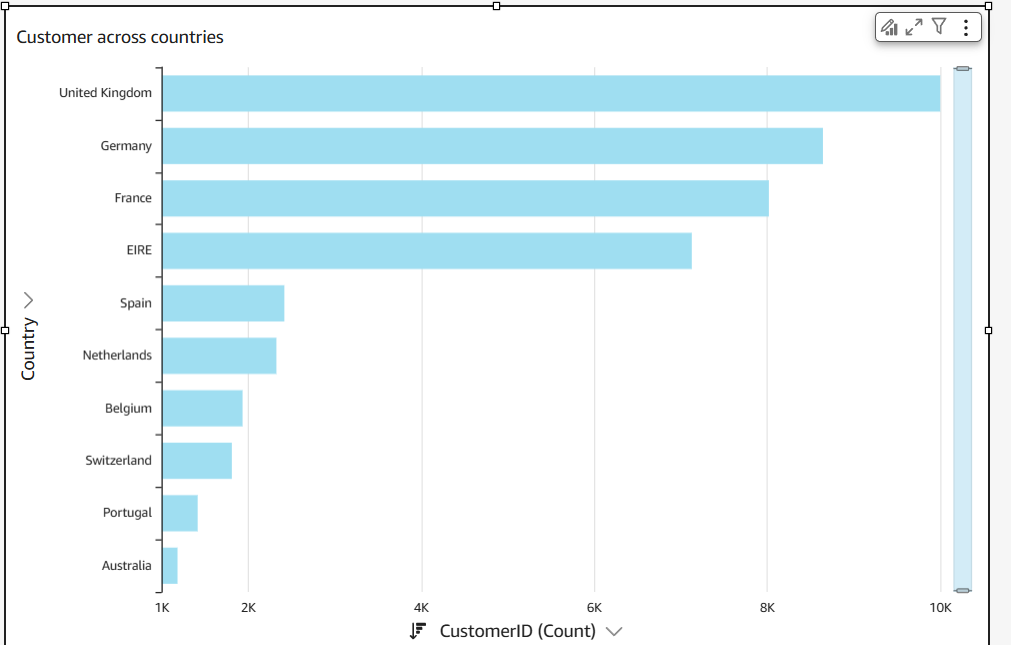 Customer across countries
United Kingdom
Germany
France
EIRE
Spain
Netherlands
Belgium
Switzerland
Portugal
Australia
Country
1K 2K 4K 6K 8K 10K
CustomerID (Count)